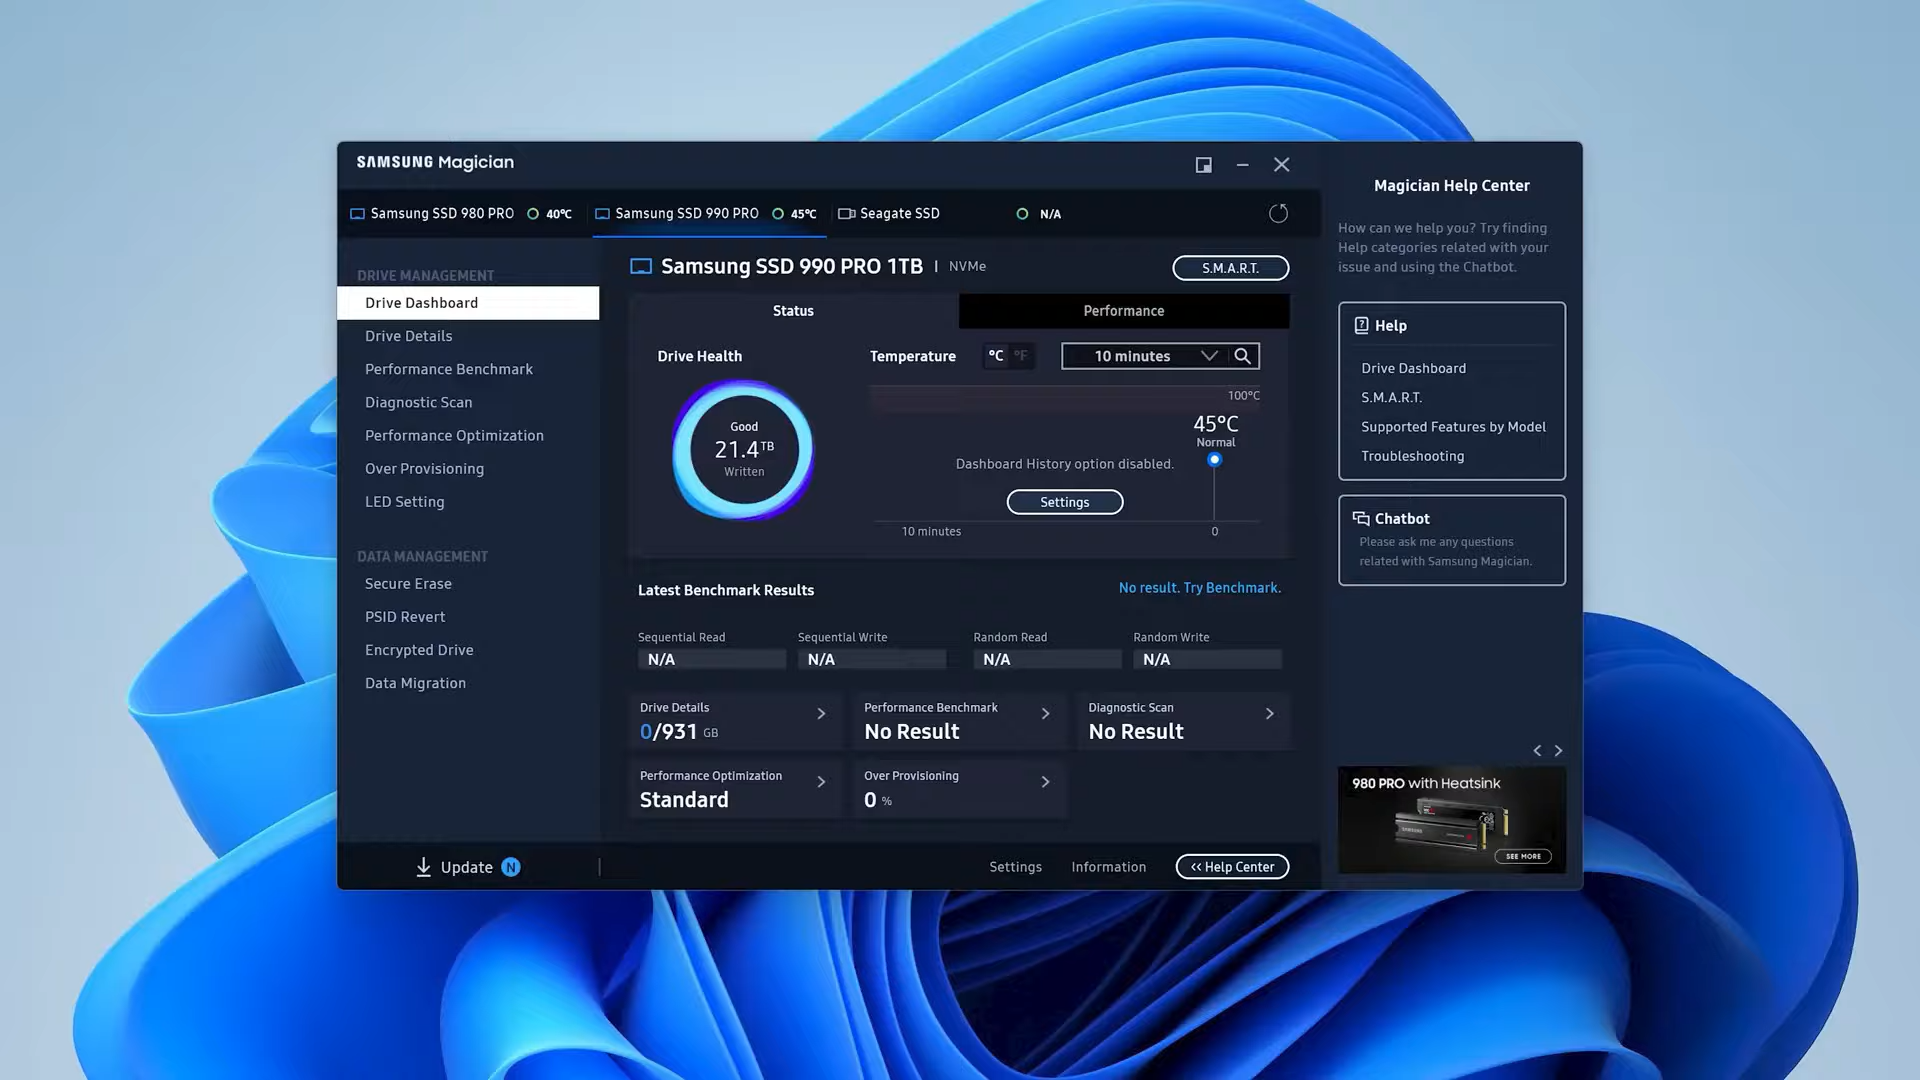 SAMSUNG Magician
Samsung SSD 980 PRO 40℃ Samsung SSD 990 PRO 45℃ Seagate SSD N/A
DRIVE MANAGEMENT
Drive Dashboard
Drive Details
Performance Benchmark
Diagnostic Scan
Performance Optimization
Over Provisioning
LED Setting
DATA MANAGEMENT
Secure Erase
PSID Revert
Encrypted Drive
Data Migration
Samsung SSD 990 PRO 1TB | NVMe
S.M.A.R.T.
Status Performance
Drive Health
Good
21.4 TB
Written
Temperature °C °F 10 minutes
100°C
45°C
Normal
Dashboard History option disabled.
Settings
10 minutes 0
Latest Benchmark Results No result. Try Benchmark.
Sequential Read Sequential Write Random Read Random Write
N/A N/A N/A N/A
Drive Details Performance Benchmark Diagnostic Scan
0/931 GB No Result No Result
Performance Optimization Over Provisioning
Standard 0 %
Update N
Settings Information << Help Center
Magician Help Center
How can we help you? Try finding
Help categories related with your
issue and using the Chatbot.
Help
Drive Dashboard
S.M.A.R.T.
Supported Features by Model
Troubleshooting
Chatbot
Please ask me any questions
related with Samsung Magician.
< >
980 PRO with Heatsink
SAMSUNG
SEE MORE